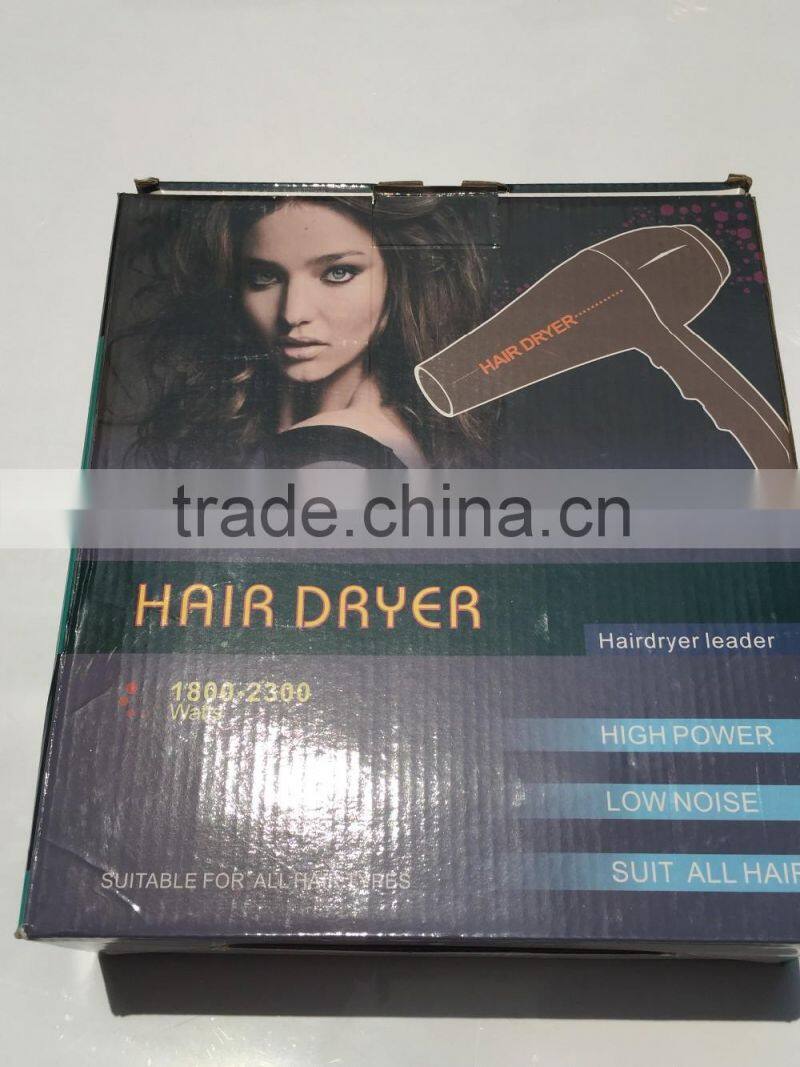 HAIR DRYER
trade.china.cn
HAIR DRYER
Hairdryer leader
1800-2300
Watts
HIGH POWER
LOW NOISE
SUITABLE FOR ALL HAIR TYPES
SUIT ALL HAIR